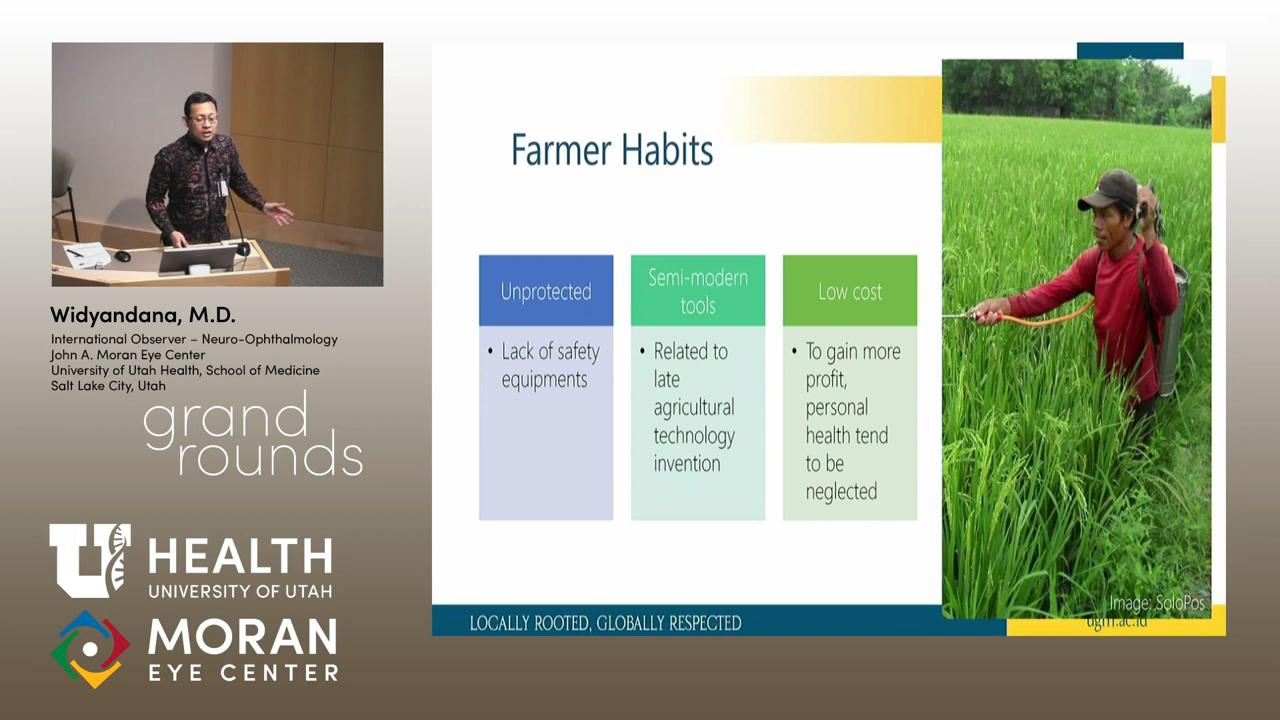 Widyandana, M.D.
International Observer – Neuro-Ophthalmology
John A. Moran Eye Center
University of Utah Health, School of Medicine
Salt Lake City, Utah
grand
rounds
U
HEALTH
UNIVERSITY OF UTAH
MORAN
EYE CENTER
Farmer Habits
Unprotected
• Lack of safety
equipments
Semi-modern
tools
• Related to
late
agricultural
technology
invention
Low cost
• To gain more
profit,
personal
health tend
to be
neglected
Image: SoloPos
LOCALLY ROOTED, GLOBALLY RESPECTED
ugm.ac.id